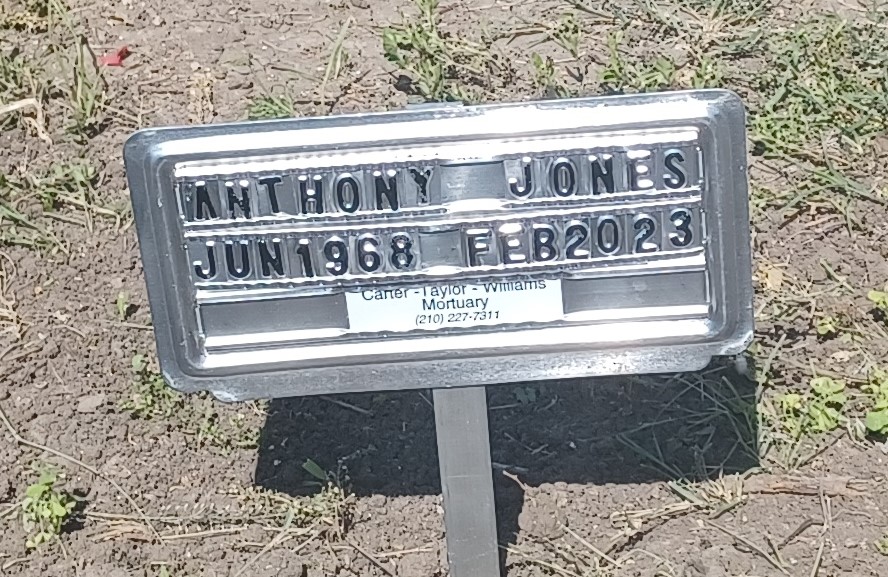 ANTHONY JONES
JUN1968 FEB2023
Carter -Taylor - Williams
Mortuary
(210) 227-7311